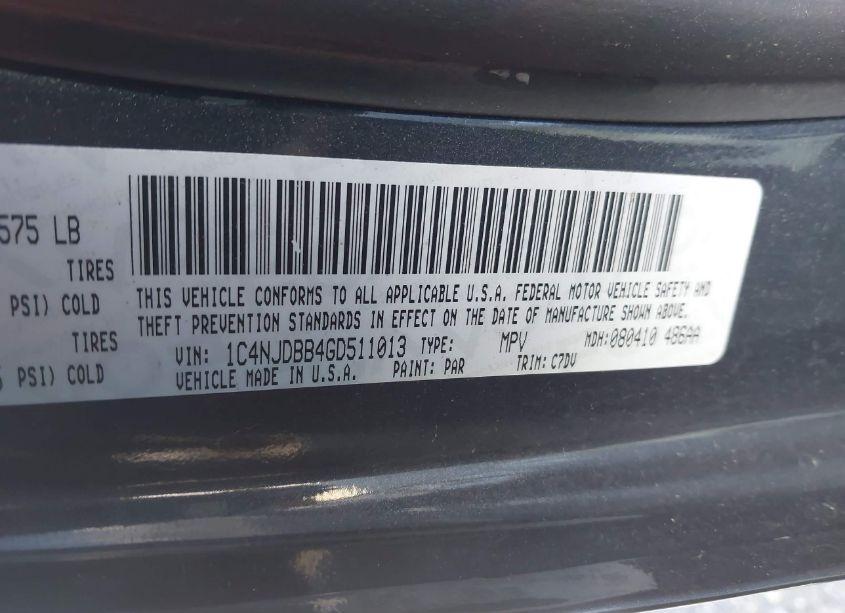 575 LB
TIRES
PSI) COLD
TIRES
PSI) COLD
THIS VEHICLE CONFORMS TO ALL APPLICABLE U.S.A. FEDERAL MOTOR VEHICLE SAFETY AND
THEFT PREVENTION STANDARDS IN EFFECT ON THE DATE OF MANUFACTURE SHOWN ABOVE.
VIN: 1C4NJDBB4GD511013 TYPE: MPV MDH:080410 486AA
VEHICLE MADE IN U.S.A. PAINT: PAR TRIM: C7DV